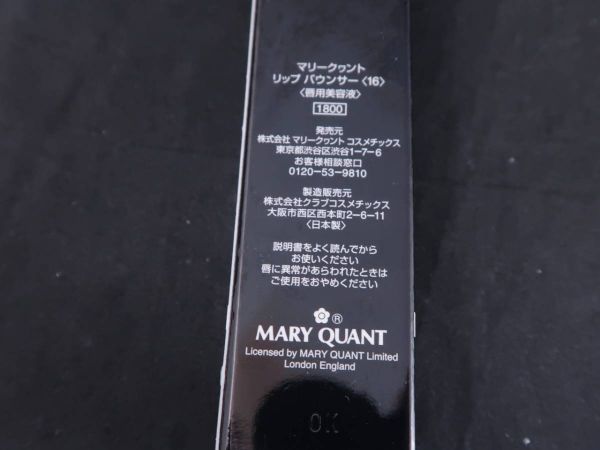 マリークヮント
リップ バウンサー〈16〉
〈唇用美容液〉
1800
発売元
株式会社 マリークヮント コスメチックス
東京都渋谷区渋谷1-7-6
お客様相談窓口
0120-53-9810
製造販売元
株式会社クラブコスメチックス
大阪市西区西本町2-6-11
〈日本製〉
説明書をよく読んでから
お使いください
唇に異常があらわれたときは
ご使用をおやめください
®
MARY QUANT
Licensed by MARY QUANT Limited
London England
OK